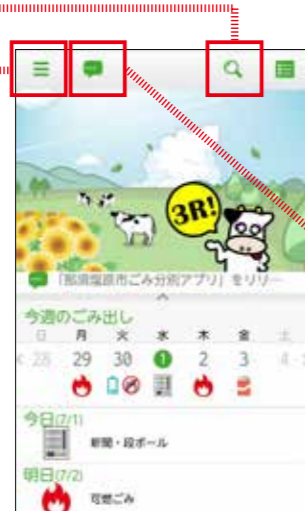 3R!
「那須塩原市ごみ分別アプリ」をリリ…
今週のごみ出し
日 月 火 水 木 金 土
28 29 30 1 2 3 4
今日(7/1)
新聞・段ボール
明日(7/2)
可燃ごみ